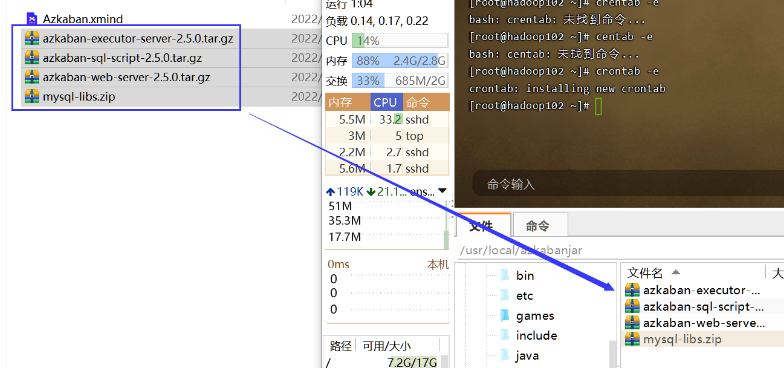 Azkaban.xmind
2022/
azkaban-executor-server-2.5.0.tar.gz
2022/
azkaban-sql-script-2.5.0.tar.gz
2022/
azkaban-web-server-2.5.0.tar.gz
2022/
mysql-libs.zip
2022/
运行 1:04
负载 0.14, 0.17, 0.22
CPU 14%
内存 88% 2.4G/2.8G
交换 33% 685M/2G
内存 CPU 命令
5.5M 33.2 sshd
3M 5 top
2.2M 2.7 sshd
5.6M 1.7 sshd
119K 21.1... ens...
51M
35.3M
17.7M
0ms 本机
0
0
0
路径 可用/大小
/ 7.2G/17G
[root@hadoop102 ~]# crentab -e
bash: crentab: 未找到命令...
[root@hadoop102 ~]# centab -e
bash: centab: 未找到命令...
[root@hadoop102 ~]# crontab -e
crontab: installing new crontab
[root@hadoop102 ~]#
命令输入
文件 命令
/usr/local/azkabanjar
bin
etc
games
include
java
文件名 大
azkaban-executor-...
azkaban-sql-script-...
azkaban-web-serve...
mysql-libs.zip